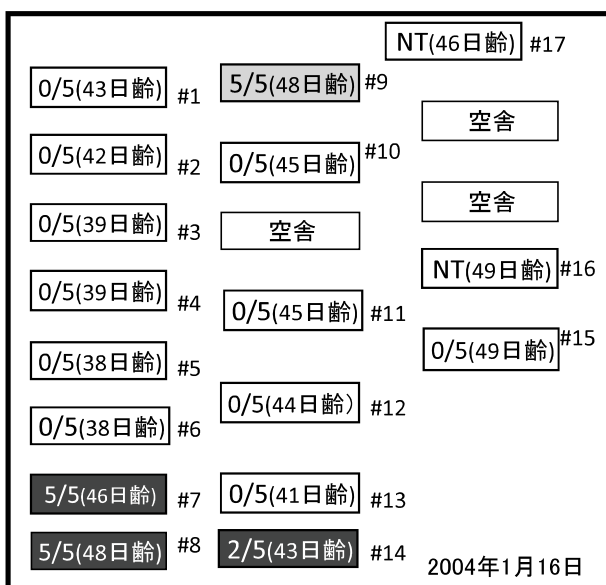 NT(46日齢) #17
0/5(43日齢) #1
5/5(48日齢) #9
空舎
0/5(42日齢) #2
0/5(45日齢) #10
空舎
0/5(39日齢) #3
空舎
NT(49日齢) #16
0/5(39日齢) #4
0/5(45日齢) #11
0/5(49日齢) #15
0/5(38日齢) #5
0/5(44日齢) #12
0/5(38日齢) #6
5/5(46日齢) #7
0/5(41日齢) #13
5/5(48日齢) #8
2/5(43日齢) #14
2004年1月16日